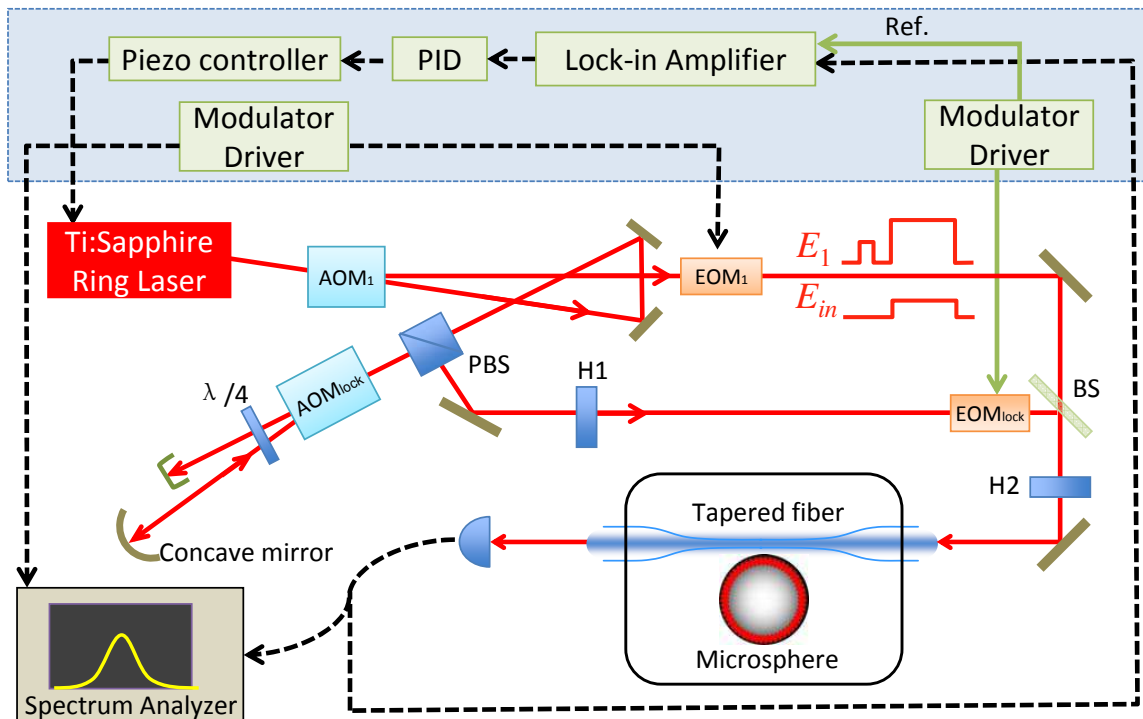 Ref.
Piezo controller
PID
Lock-in Amplifier
Modulator
Driver
Modulator
Driver
Ti:Sapphire
Ring Laser
AOM1
EOM1
E1
Ein
PBS
H1
BS
AOMlock
λ /4
EOMlock
H2
Tapered fiber
Concave mirror
Microsphere
Spectrum Analyzer